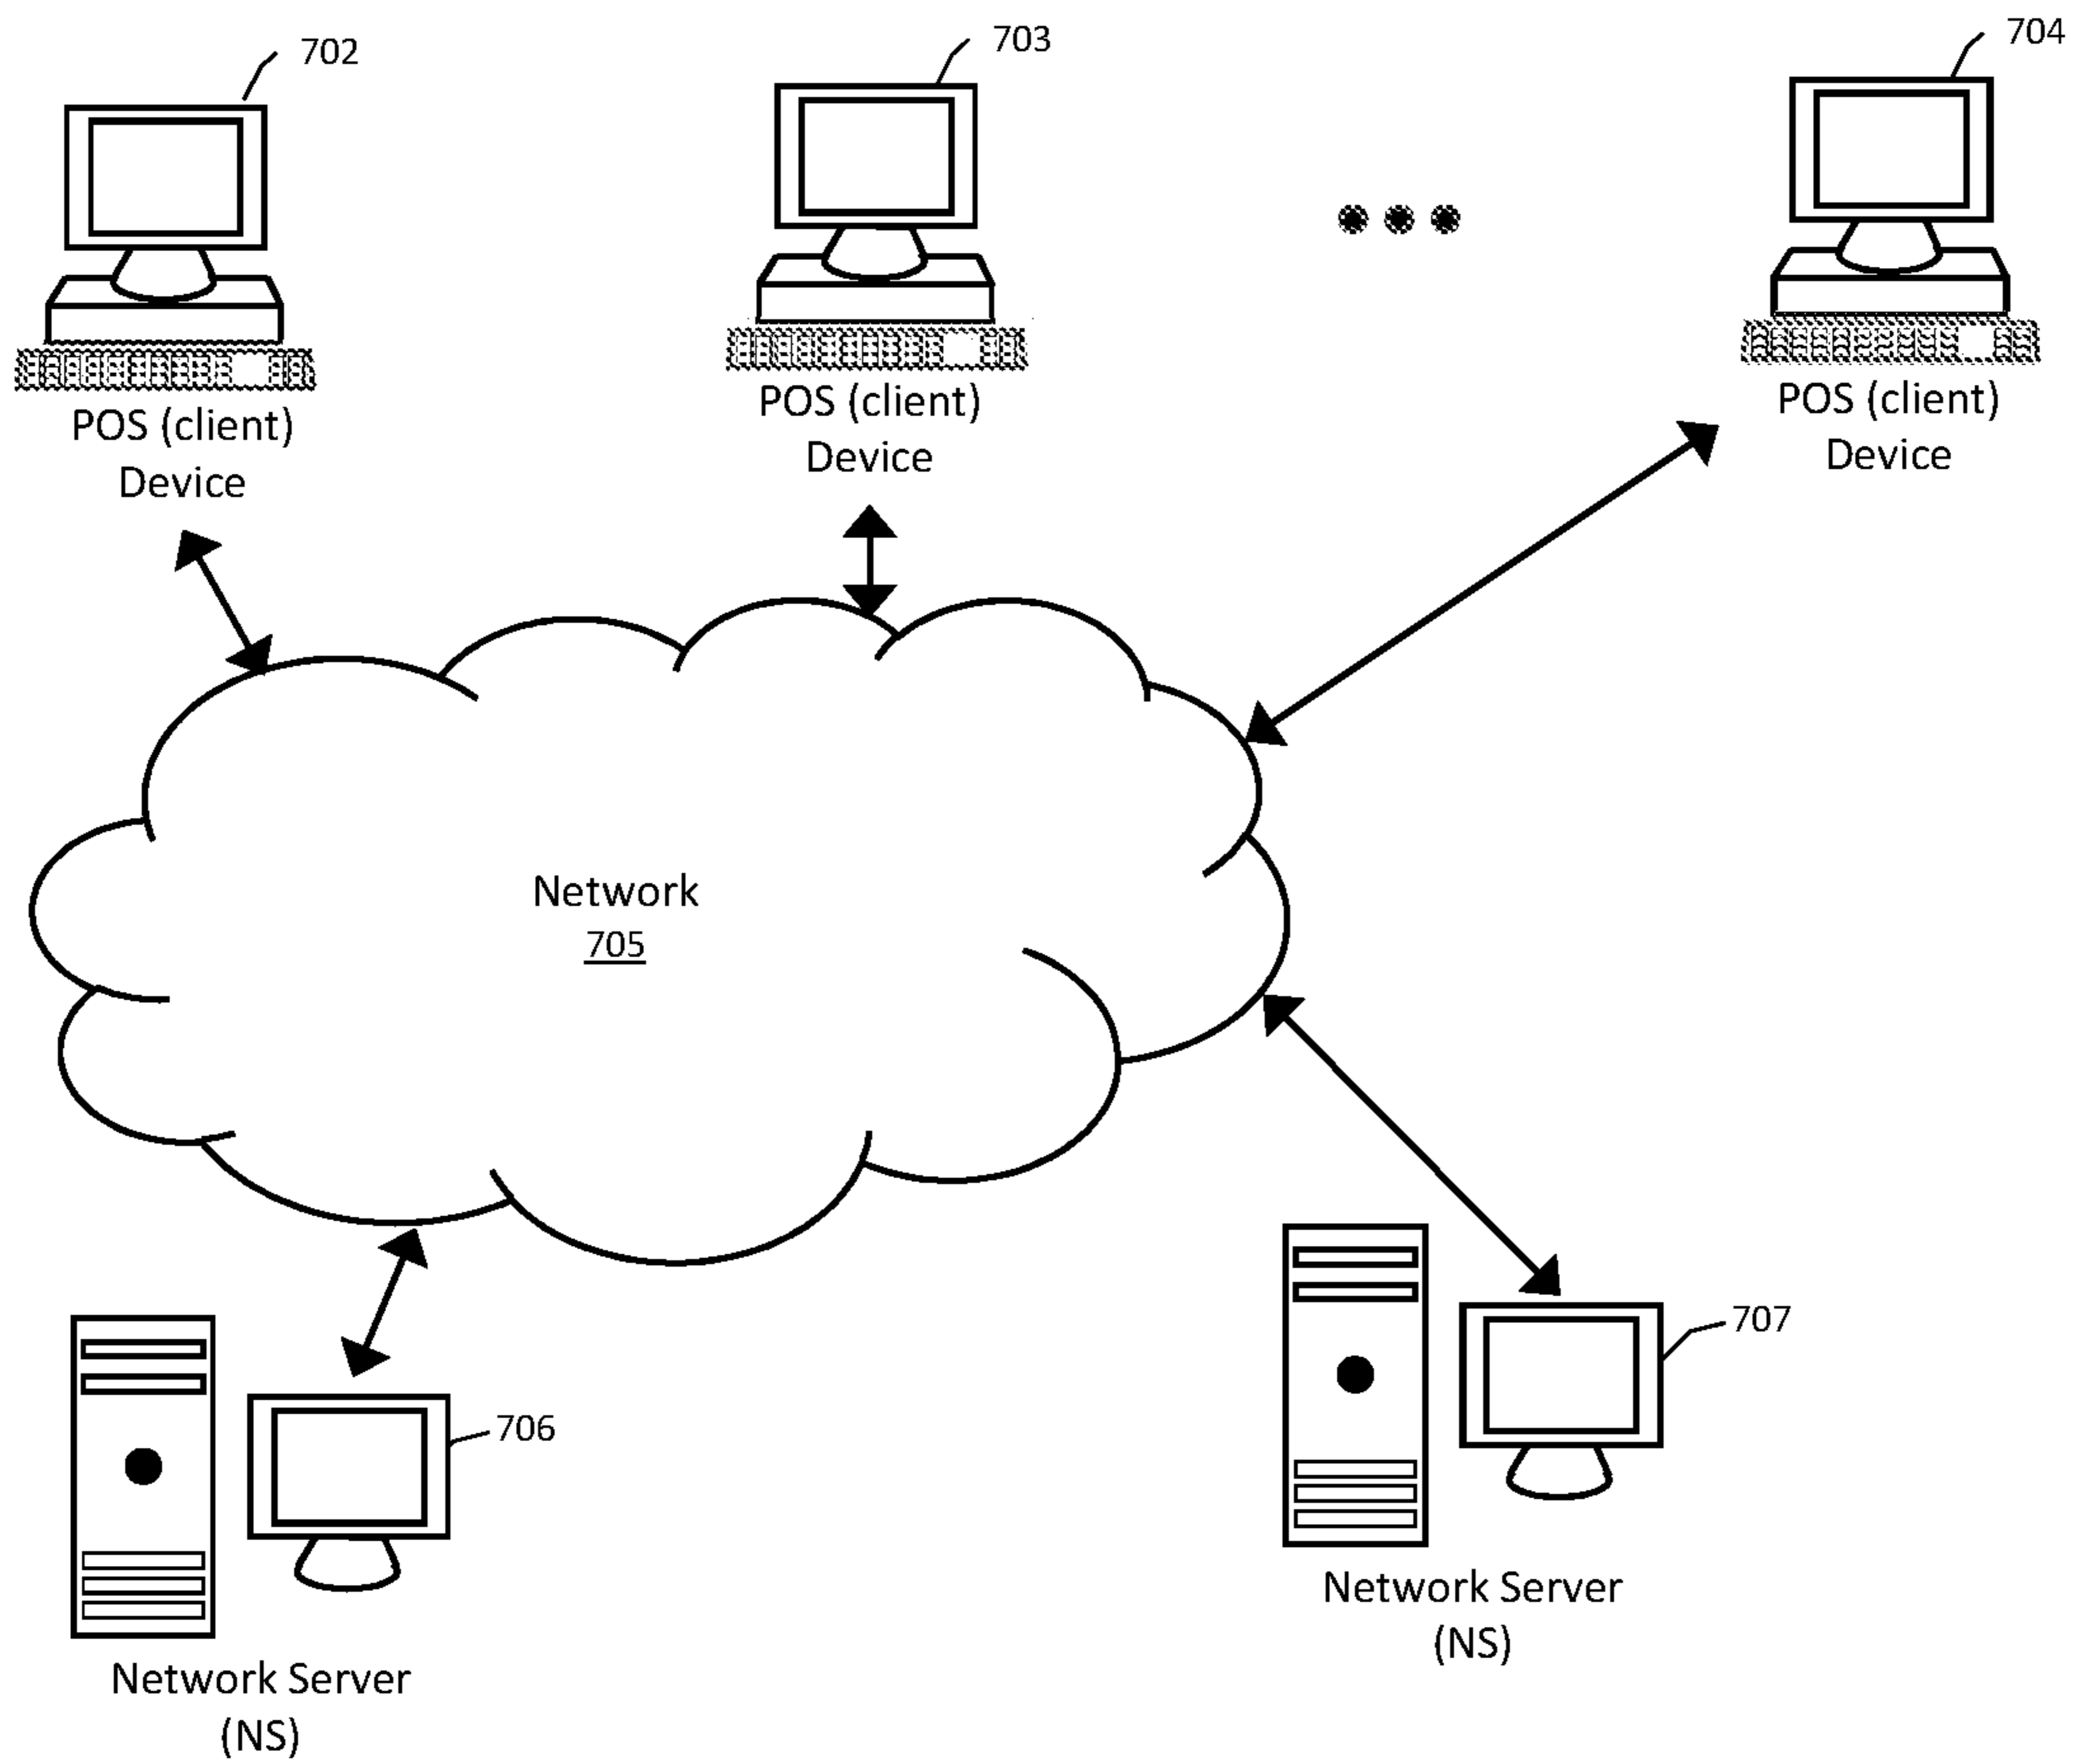 702
703
704
POS (client)
Device
POS (client)
Device
POS (client)
Device
Network
705
706
707
Network Server
(NS)
Network Server
(NS)